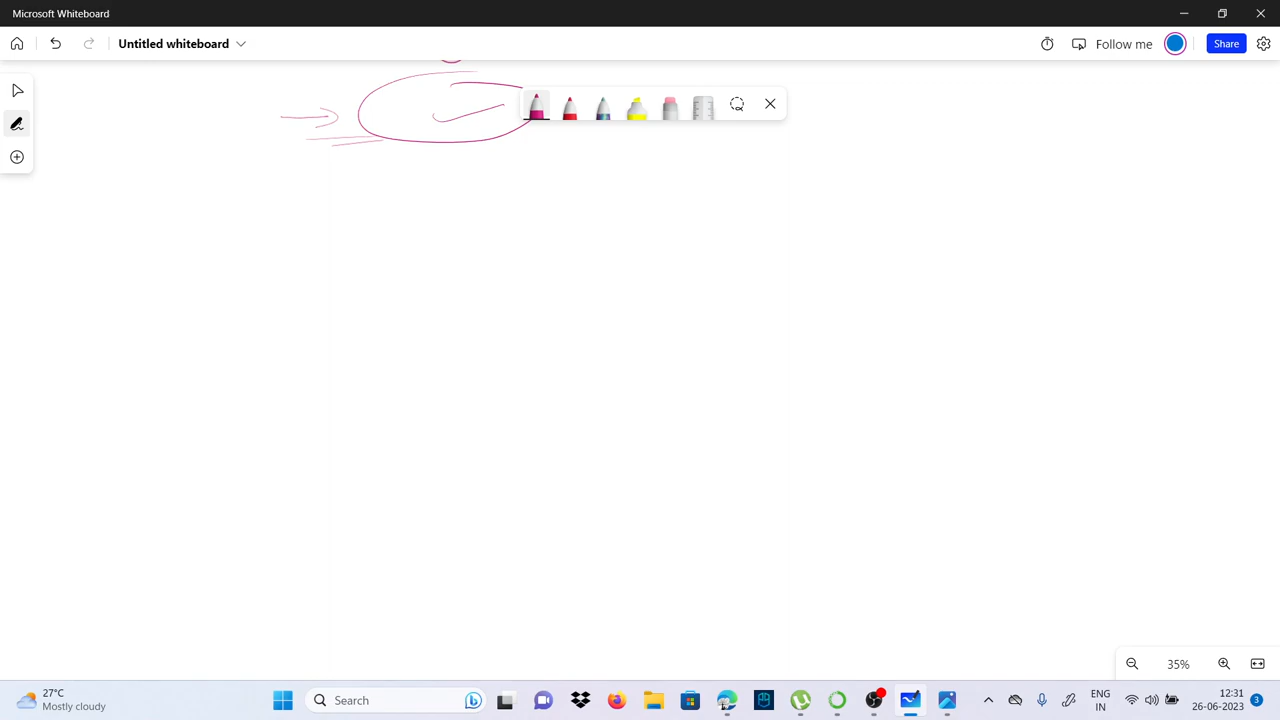 Microsoft Whiteboard
Untitled whiteboard
Follow me
Share
35%
27°C
Mostly cloudy
Search
ENG
IN
12:31
26-06-2023
3